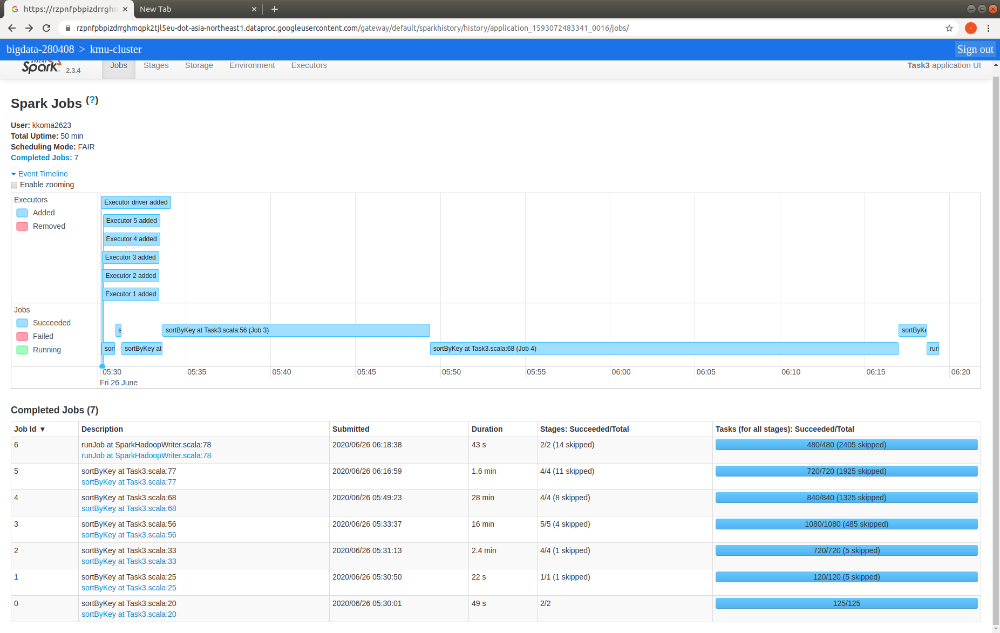 https://rzpnfpbpizdrrghn
New Tab
rzpnfpbpizdrrghmqpk2tjl5eu-dot-asia-northeast1.dataproc.googleusercontent.com/gateway/default/sparkhistory/history/application_1593072483341_0016/jobs/
bigdata-280408 > kmu-cluster
Sign out
APACHE Spark 2.3.4
Jobs
Stages
Storage
Environment
Executors
Task3 application UI
Spark Jobs (?)
User: kkoma2623
Total Uptime: 50 min
Scheduling Mode: FAIR
Completed Jobs: 7
Event Timeline
Enable zooming
Executors
Added
Removed
Executor driver added
Executor 5 added
Executor 4 added
Executor 3 added
Executor 2 added
Executor 1 added
Jobs
Succeeded
Failed
Running
s
sortByKey at Task3.scala:56 (Job 3)
sortByKe
sort
sortByKey at
sortByKey at Task3.scala:68 (Job 4)
run
05:30 05:35 05:40 05:45 05:50 05:55 06:00 06:05 06:10 06:15 06:20
Fri 26 June
Completed Jobs (7)
Job Id ▼ Description Submitted Duration Stages: Succeeded/Total Tasks (for all stages): Succeeded/Total
6 runJob at SparkHadoopWriter.scala:78 2020/06/26 06:18:38 43 s 2/2 (14 skipped) 480/480 (2405 skipped)
runJob at SparkHadoopWriter.scala:78
5 sortByKey at Task3.scala:77 2020/06/26 06:16:59 1.6 min 4/4 (11 skipped) 720/720 (1925 skipped)
sortByKey at Task3.scala:77
4 sortByKey at Task3.scala:68 2020/06/26 05:49:23 28 min 4/4 (8 skipped) 840/840 (1325 skipped)
sortByKey at Task3.scala:68
3 sortByKey at Task3.scala:56 2020/06/26 05:33:37 16 min 5/5 (4 skipped) 1080/1080 (485 skipped)
sortByKey at Task3.scala:56
2 sortByKey at Task3.scala:33 2020/06/26 05:31:13 2.4 min 4/4 (1 skipped) 720/720 (5 skipped)
sortByKey at Task3.scala:33
1 sortByKey at Task3.scala:25 2020/06/26 05:30:50 22 s 1/1 (1 skipped) 120/120 (5 skipped)
sortByKey at Task3.scala:25
0 sortByKey at Task3.scala:20 2020/06/26 05:30:01 49 s 2/2 125/125
sortByKey at Task3.scala:20